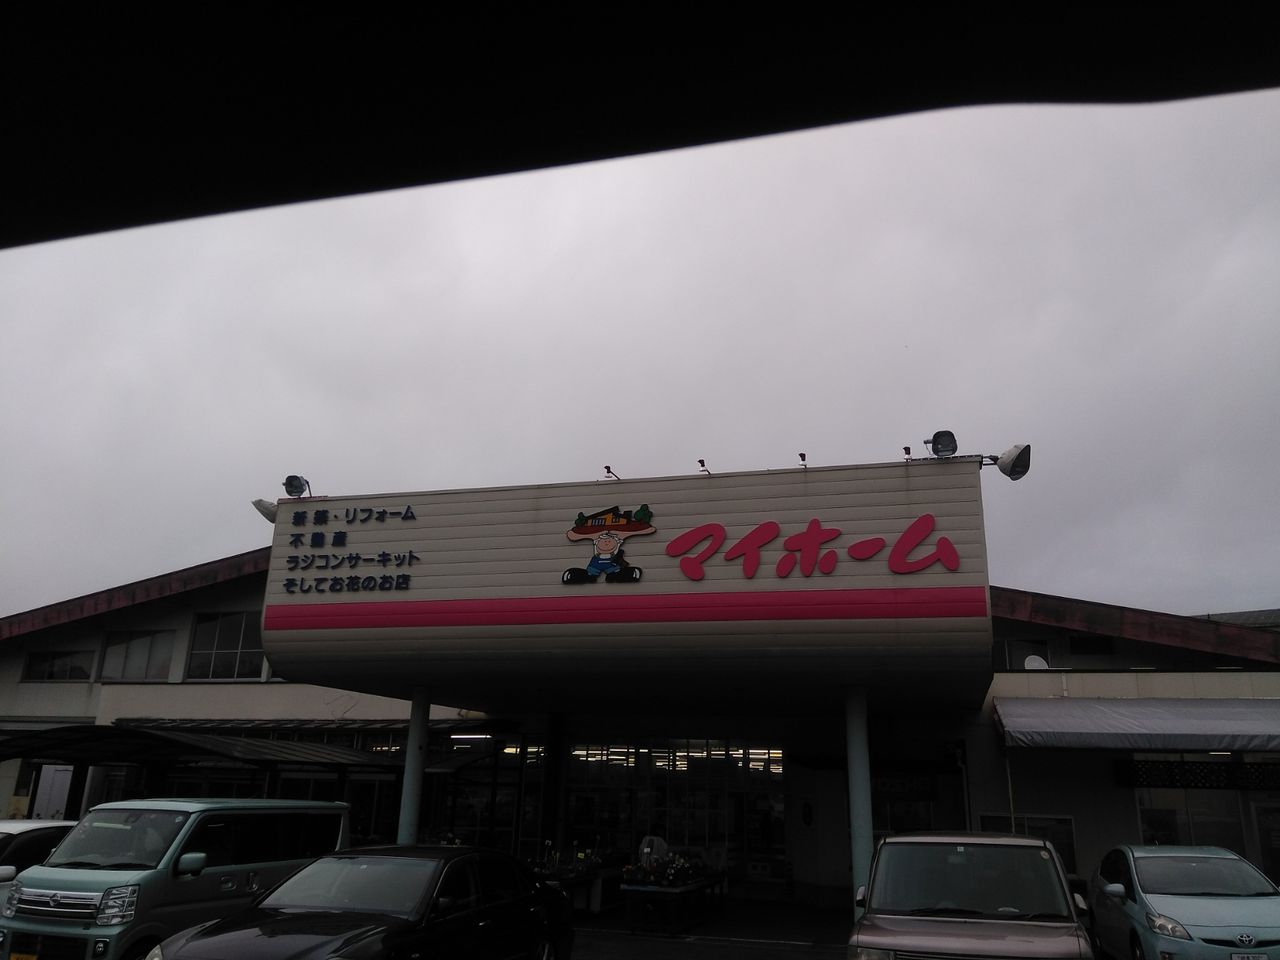 新築・リフォーム
不動産
ラジコンサーキット
そしてお花のお店
マイホーム